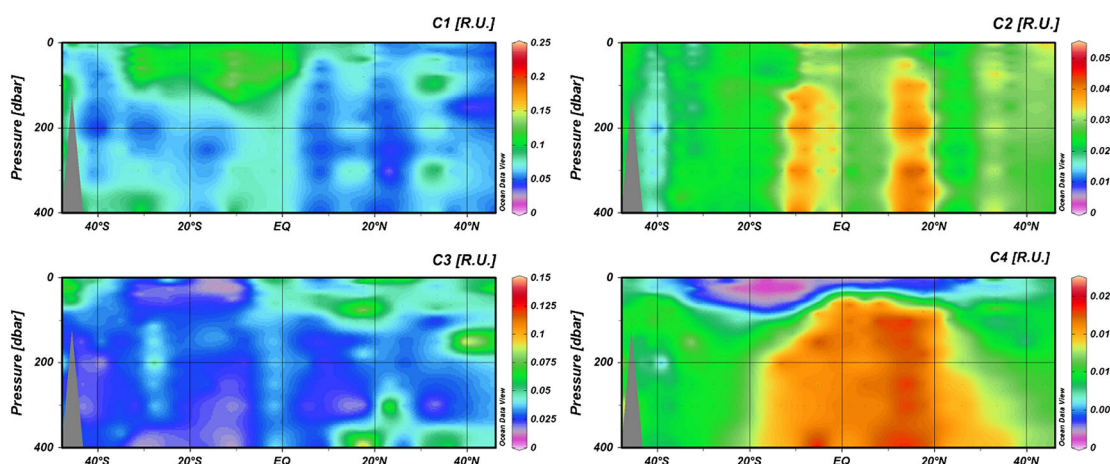 C1 [R.U.]
Pressure [dbar]
0
200
400
40°S
20°S
EQ
20°N
40°N
0.25
0.2
0.15
0.1
0.05
0
Ocean Data View
C2 [R.U.]
Pressure [dbar]
0
200
400
40°S
20°S
EQ
20°N
40°N
0.05
0.04
0.03
0.02
0.01
0
Ocean Data View
C3 [R.U.]
Pressure [dbar]
0
200
400
40°S
20°S
EQ
20°N
40°N
0.15
0.125
0.1
0.075
0.05
0.025
0
Ocean Data View
C4 [R.U.]
Pressure [dbar]
0
200
400
40°S
20°S
EQ
20°N
40°N
0.02
0.01
0.01
0.00
0
Ocean Data View